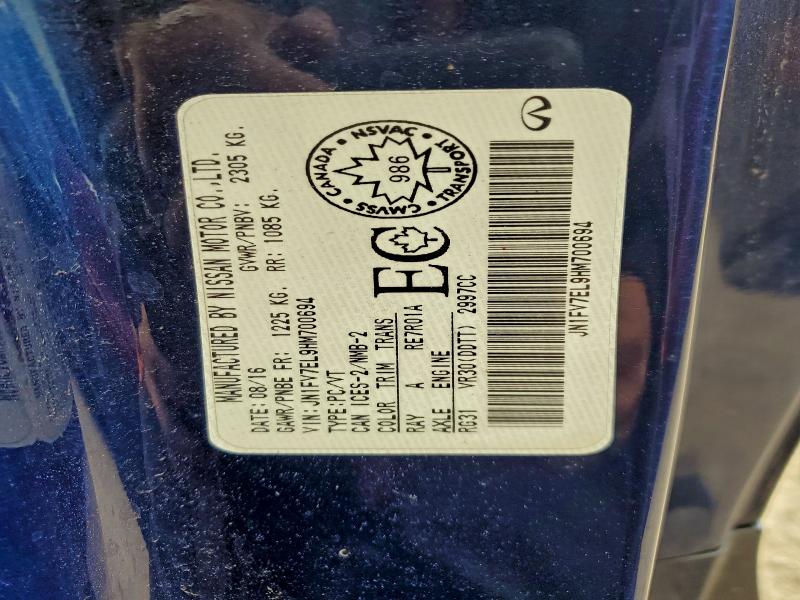 MANUFACTURED BY NISSAN MOTOR CO.,LTD.
DATE: 08/16 GVWR/PNBV: 2305 KG.
GAWR/PNBE FR: 1225 KG. RR: 1085 KG.
VIN: JN1FV7EL9HM700694
TYPE: PC/VT
CAN ICES-2/NMB-2
COLOR TRIM TRANS
RAY A RE7R01A
AXLE ENGINE
RG31 VR30(DDTT) 2997CC
EC
CANADA • NSVAC • TRANSPORT • CMVSS •
986
JN1FV7EL9HM700694